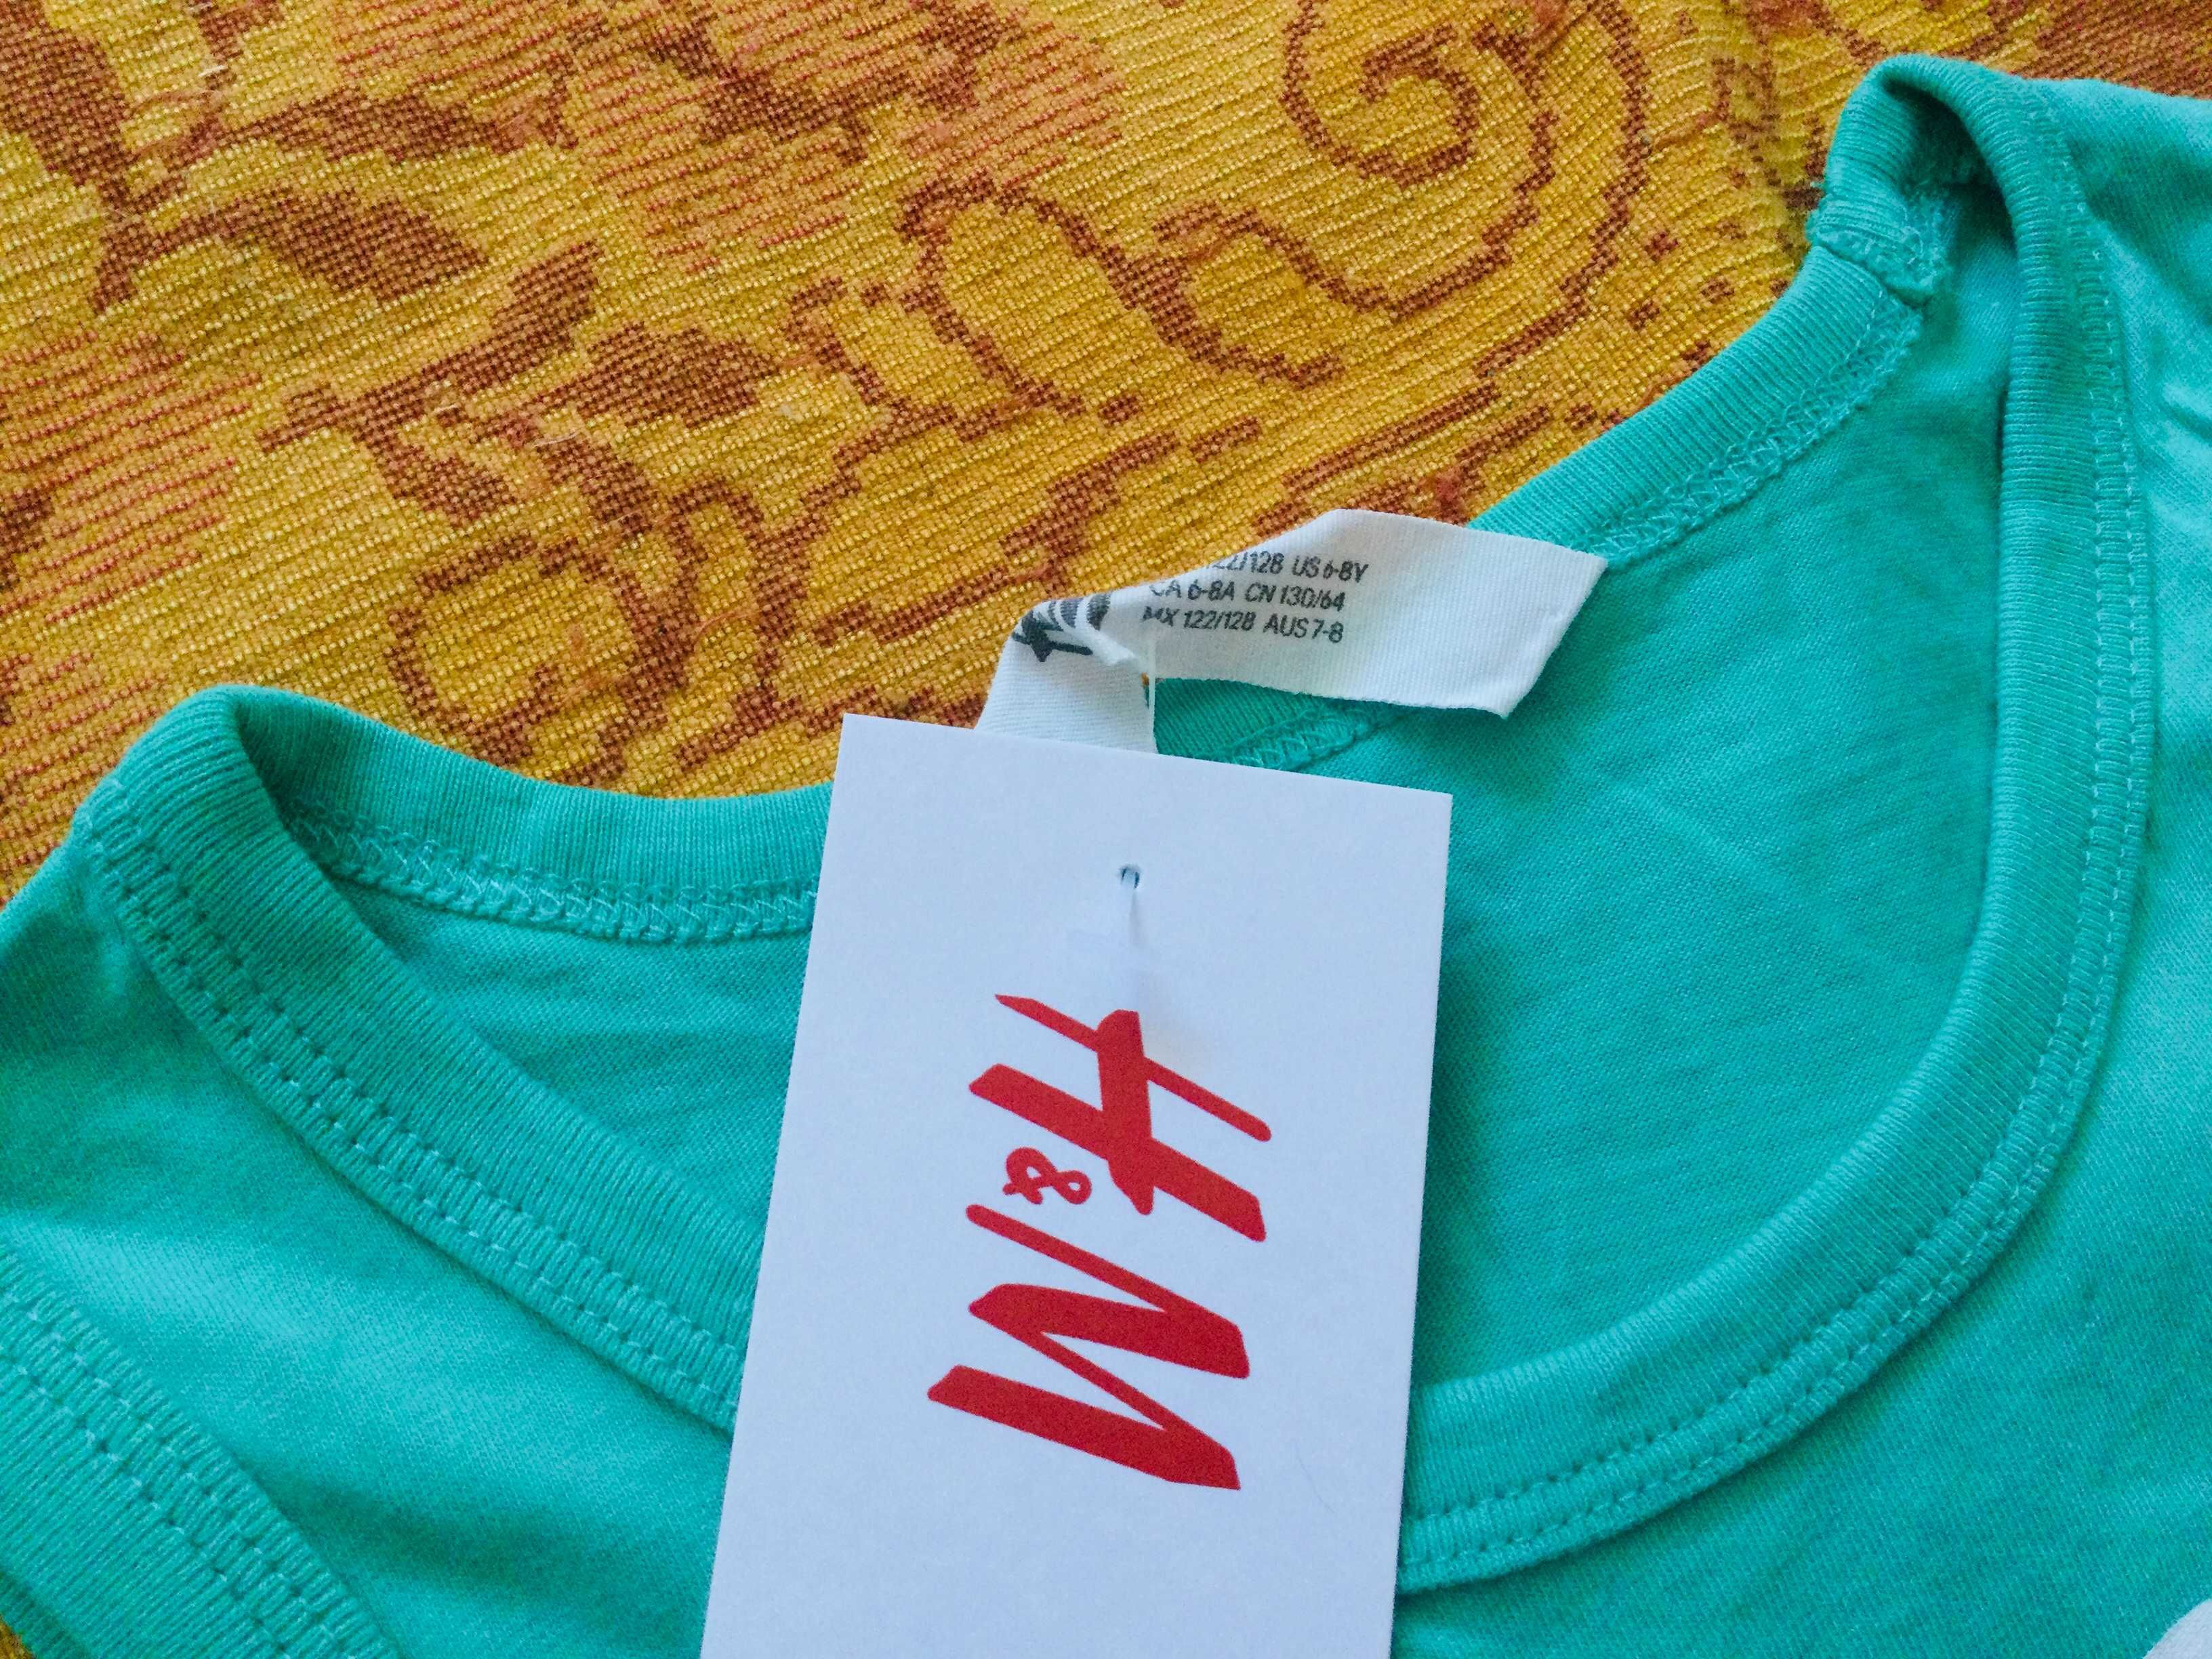 122/128 US 6-8Y
CA 6-8A CN 130/64
MX 122/128 AUS 7-8
H&M